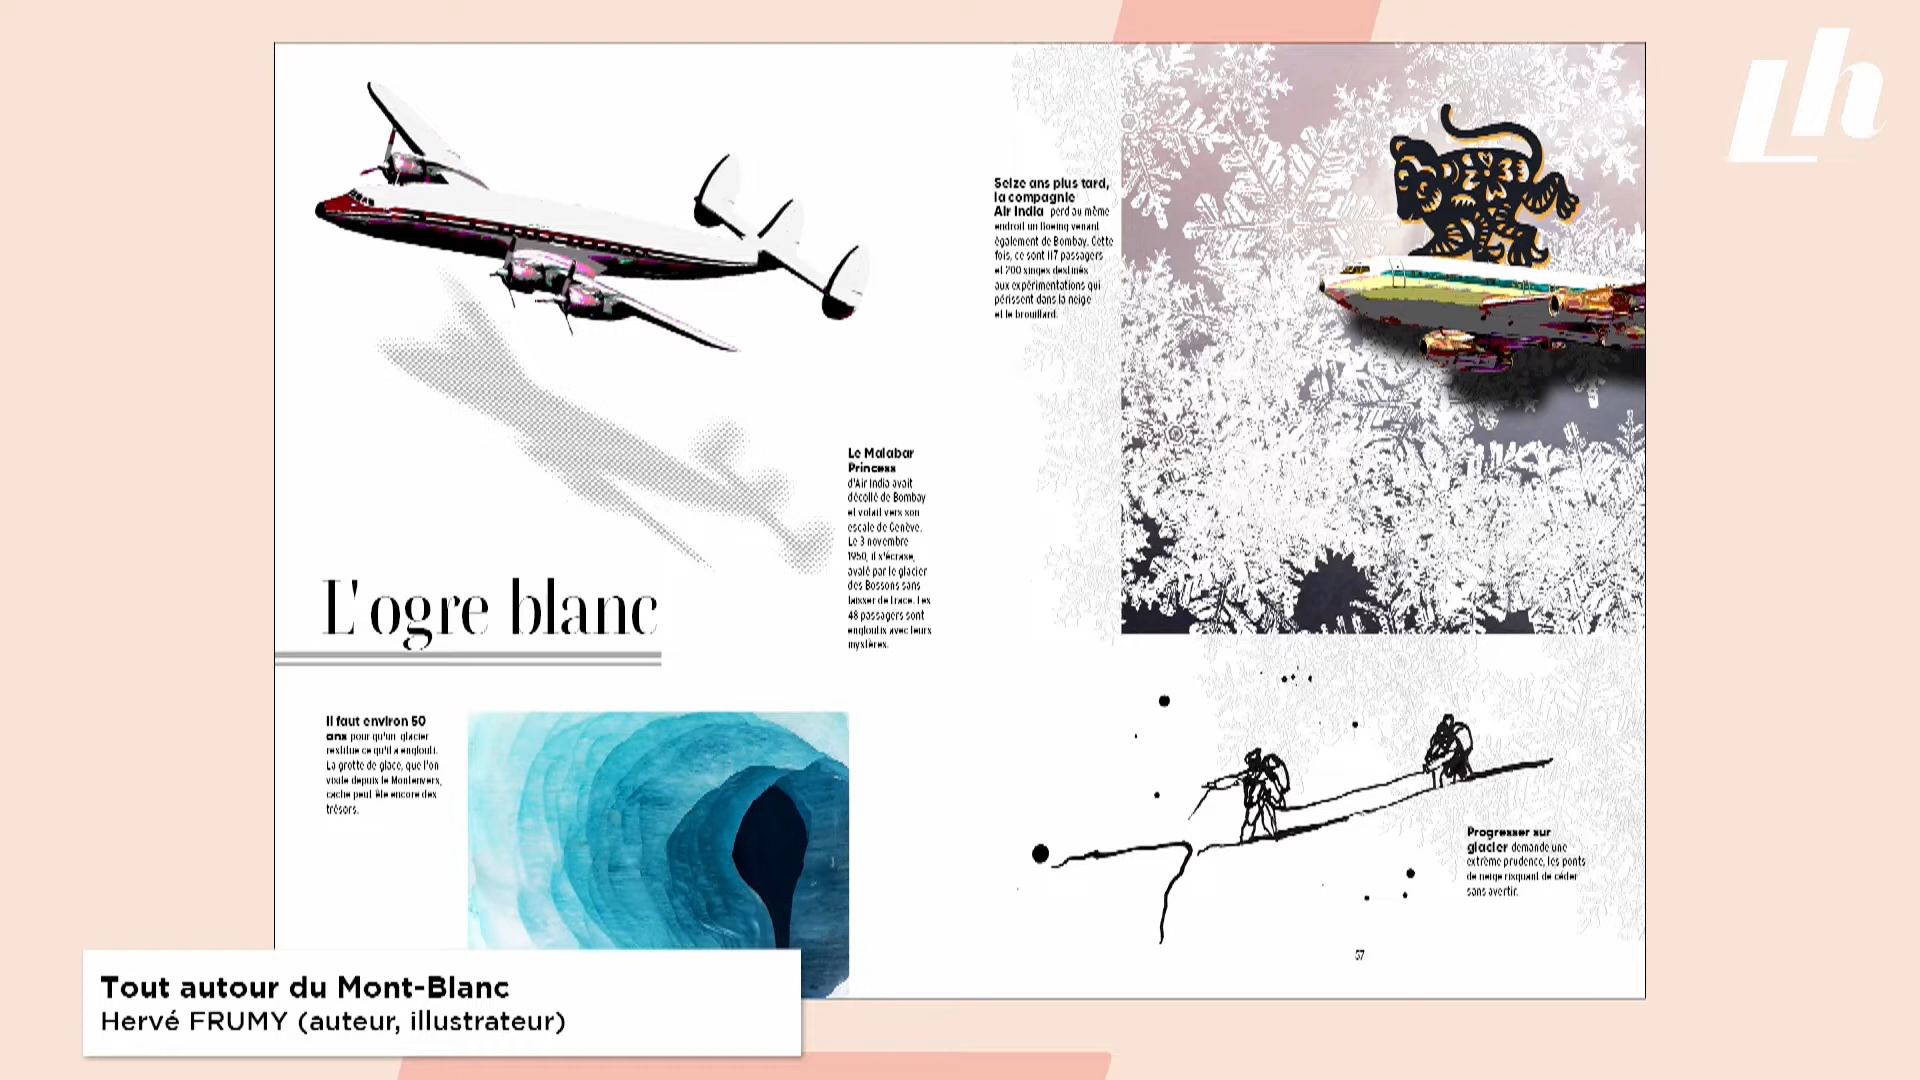 Lh
Seize ans plus tard,
la compagnie
Air India perd au même
endroit un Boeing venant
également de Bombay. Cette
fois, ce sont 117 passagers
et 200 singes destinés
aux expérimentations qui
périssent dans la neige
et le brouillard.
Le Malabar
Princess
d'Air India avait
décollé de Bombay
et volait vers son
escale de Genève.
Le 3 novembre
1950, il s'écrase,
avalé par le glacier
des Bossons sans
laisser de trace. Les
48 passagers sont
engloutis avec leurs
mystères.
L'ogre blanc
Il faut environ 50
ans pour qu'un glacier
restitue ce qu'il a englouti.
La grotte de glace, que l'on
visite depuis le Montenvers,
cache peut être encore des
trésors.
Progresser sur
glacier demande une
extrême prudence, les ponts
de neige risquant de céder
sans avertir.
57
Tout autour du Mont-Blanc
Hervé FRUMY (auteur, illustrateur)